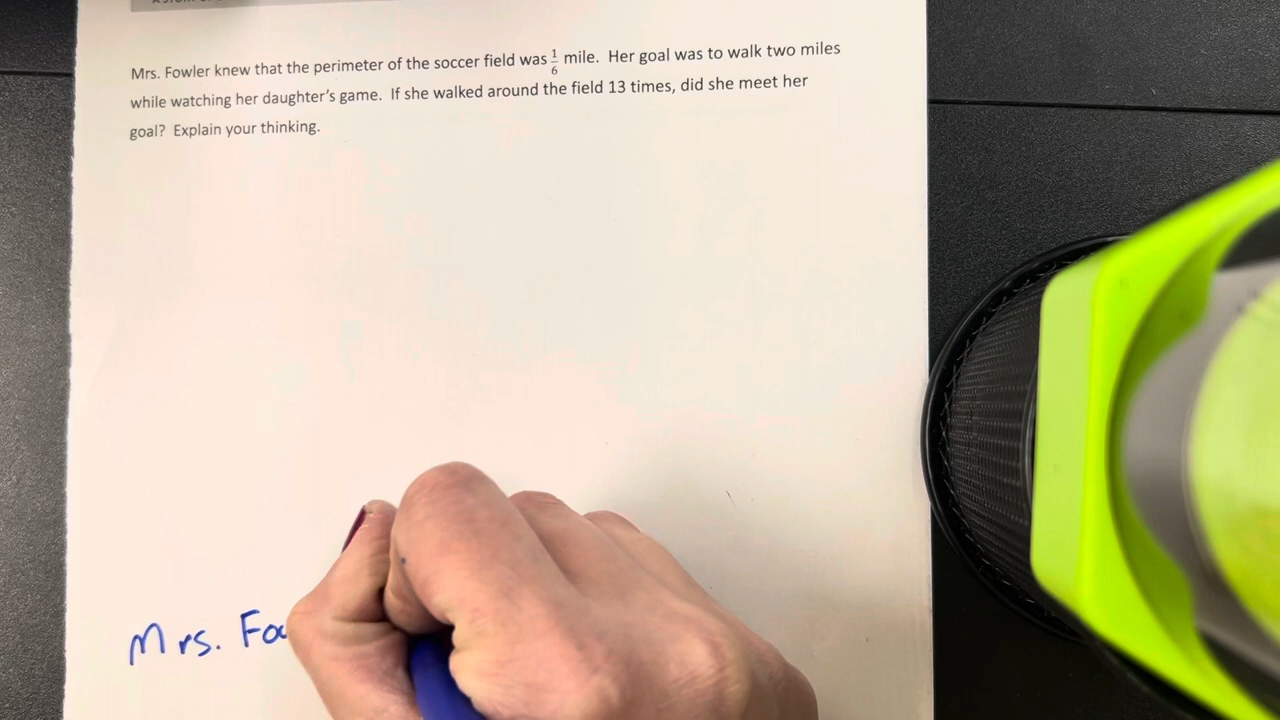 Mrs. Fowler knew that the perimeter of the soccer field was 1/6 mile. Her goal was to walk two miles
while watching her daughter's game. If she walked around the field 13 times, did she meet her
goal? Explain your thinking.
Mrs. Fo